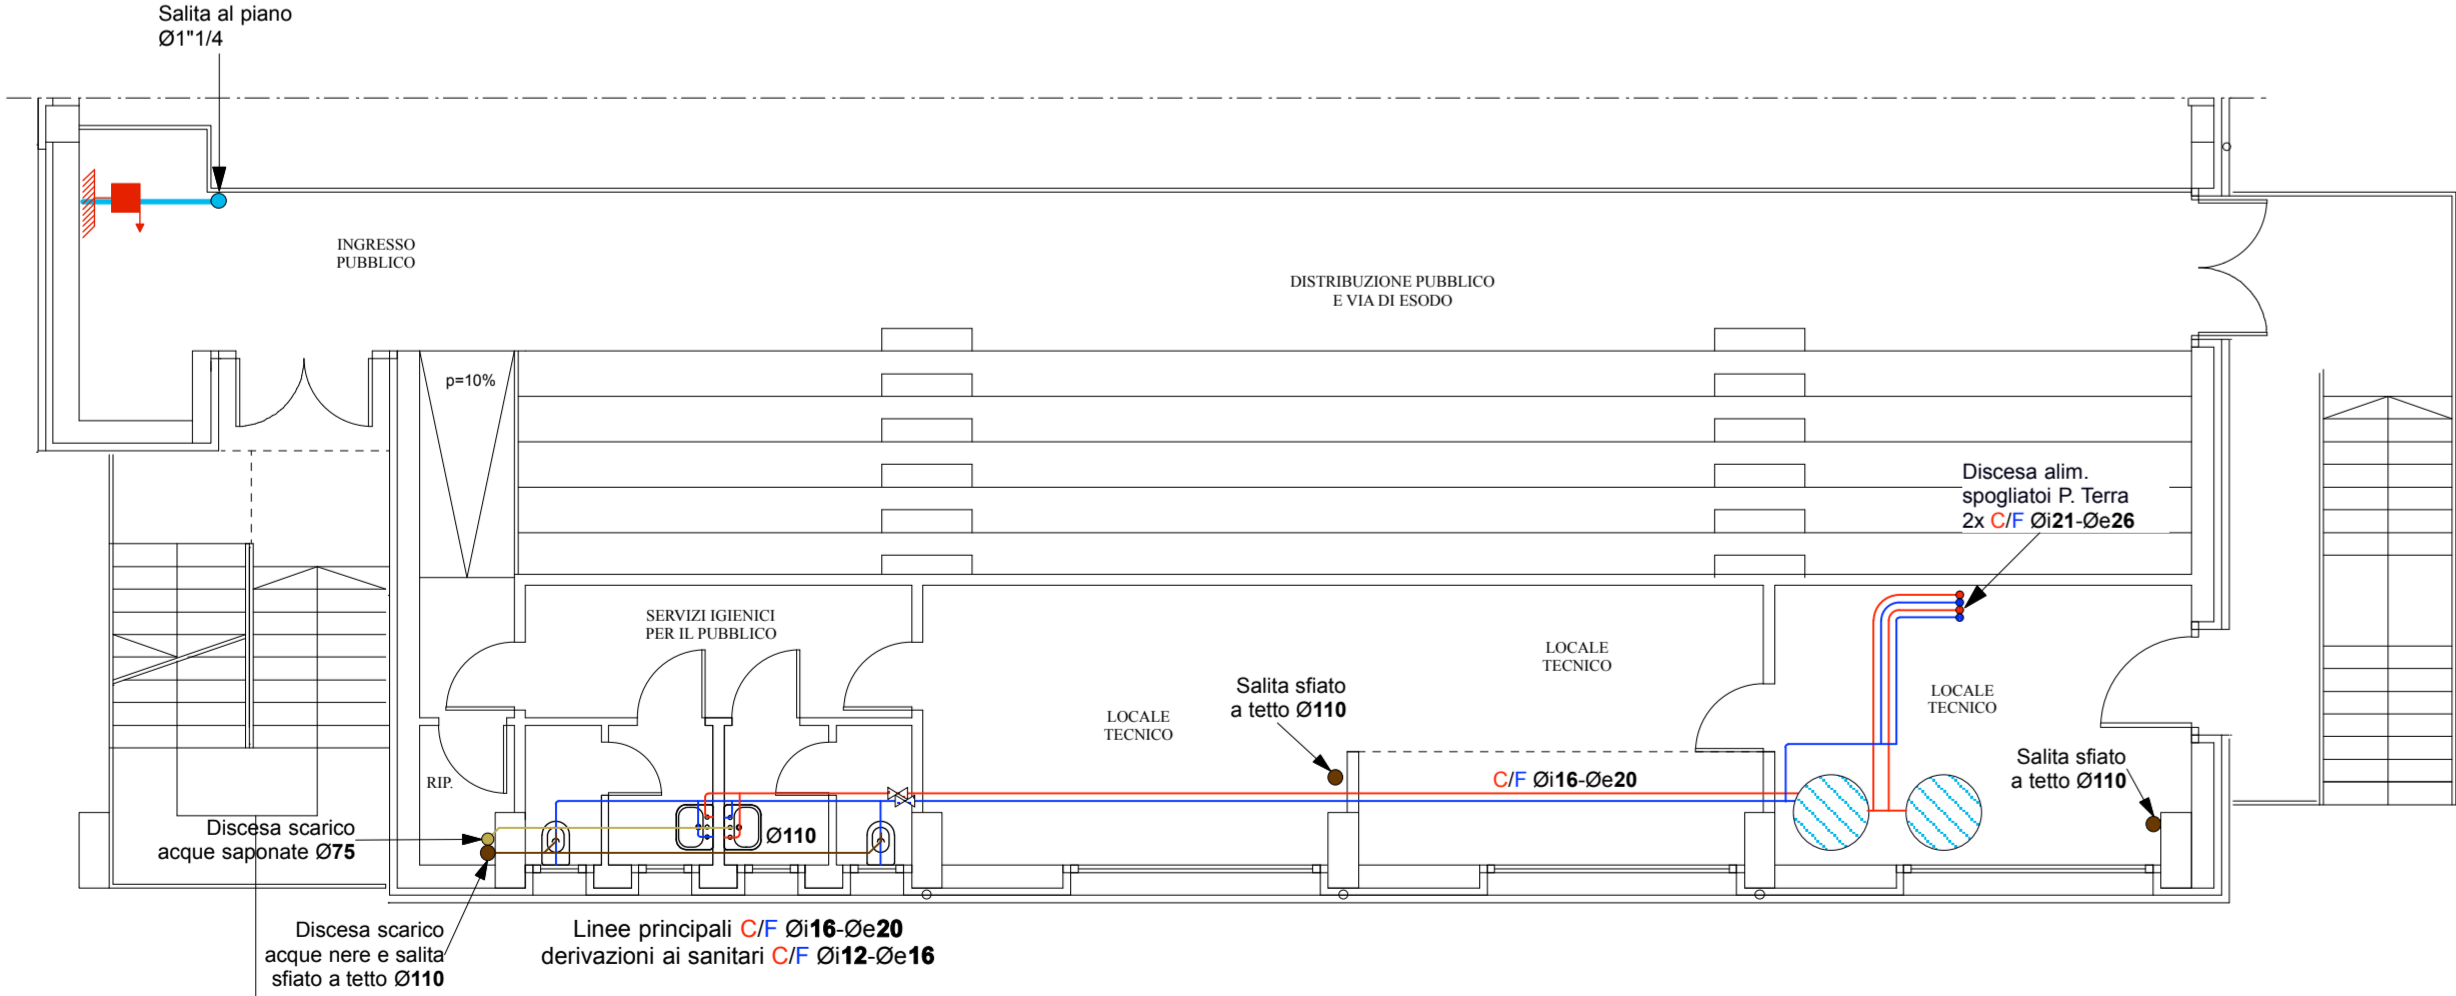 Salita al piano
Ø1"1/4
INGRESSO
PUBBLICO
DISTRIBUZIONE PUBBLICO
E VIA DI ESODO
p=10%
Discesa alim.
spogliatoi P. Terra
2x C/F Øi21-Øe26
SERVIZI IGIENICI
PER IL PUBBLICO
LOCALE
TECNICO
Salita sfiato
a tetto Ø110
LOCALE
TECNICO
LOCALE
TECNICO
Salita sfiato
a tetto Ø110
C/F Øi16-Øe20
RIP.
Discesa scarico
acque saponate Ø75
Ø110
Discesa scarico
acque nere e salita
sfiato a tetto Ø110
Linee principali C/F Øi16-Øe20
derivazioni ai sanitari C/F Øi12-Øe16